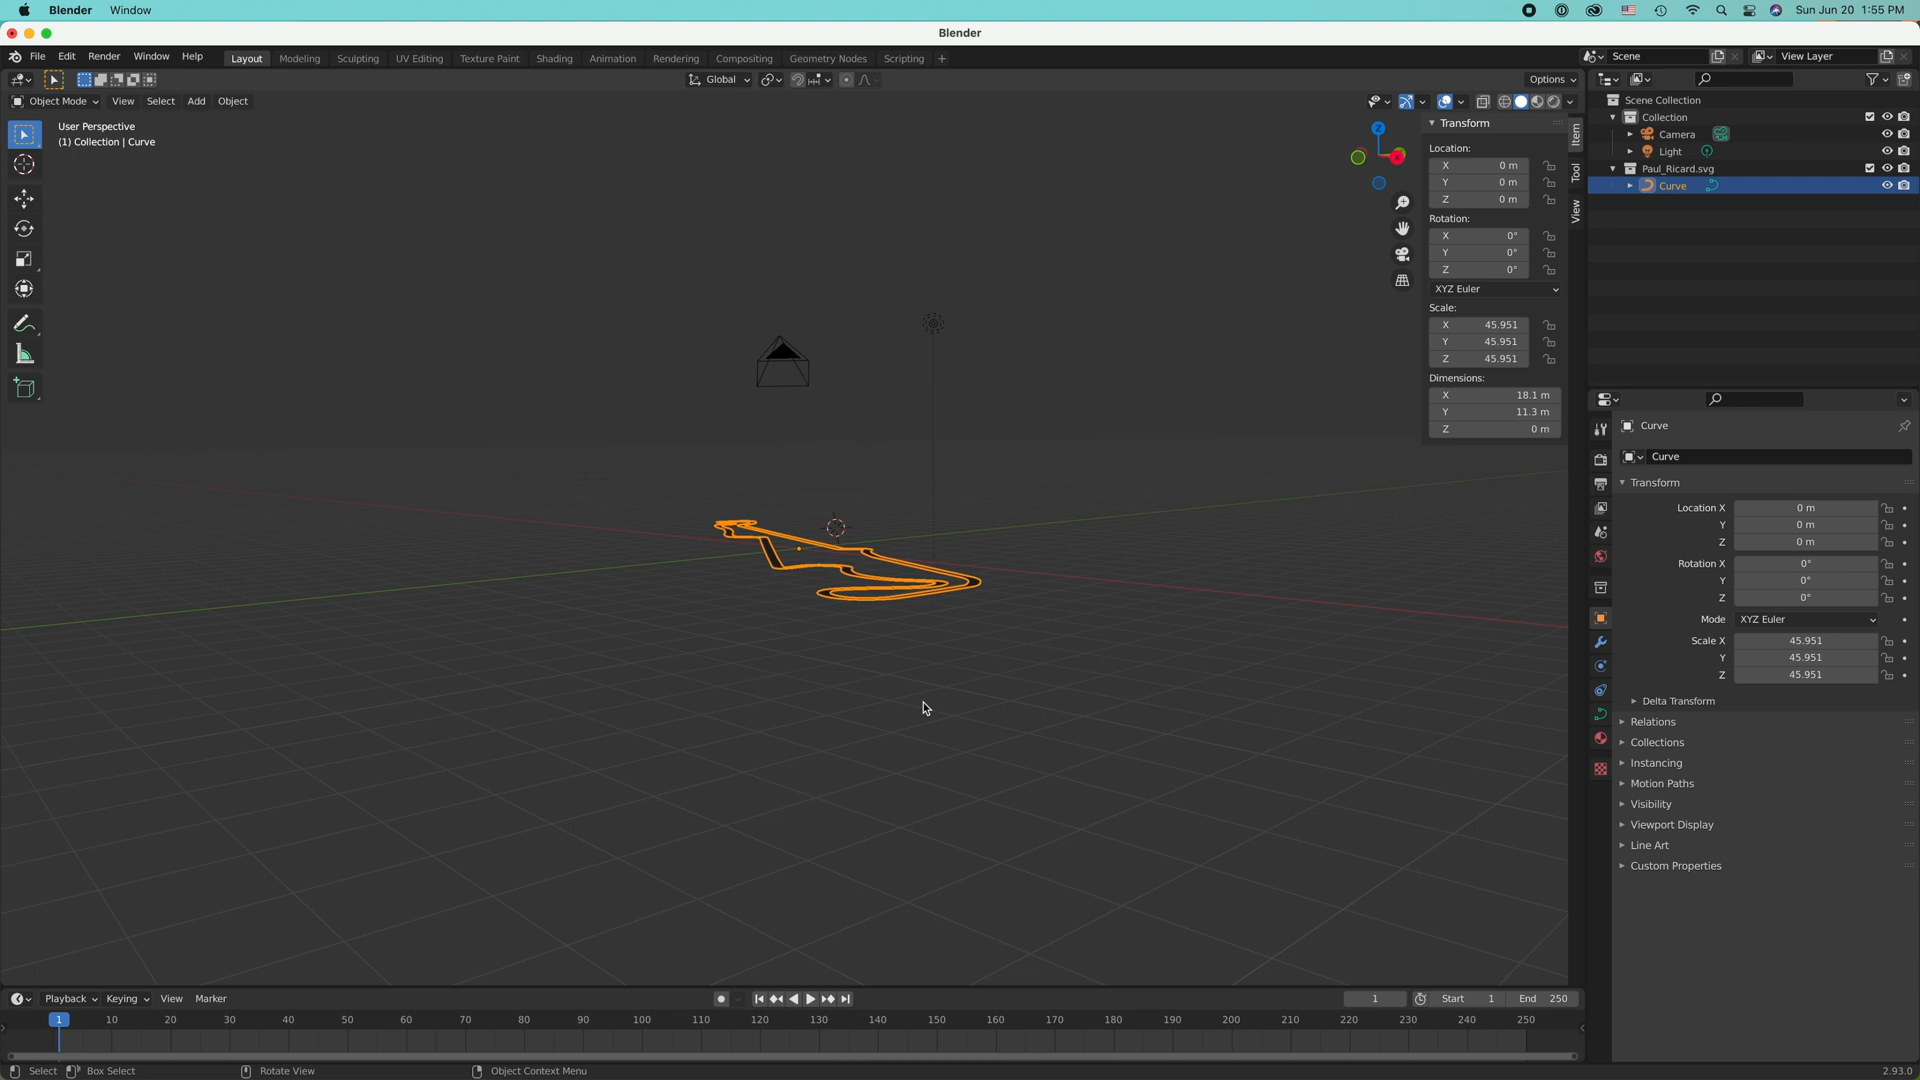 Blender Window Sun Jun 20 1:55 PM
Blender
File Edit Render Window Help Layout Modeling Sculpting UV Editing Texture Paint Shading Animation Rendering Compositing Geometry Nodes Scripting + Scene View Layer
Global Options
Object Mode View Select Add Object
User Perspective
(1) Collection | Curve
Z
X
Transform
Location:
X 0 m
Y 0 m
Z 0 m
Rotation:
X 0°
Y 0°
Z 0°
XYZ Euler
Scale:
X 45.951
Y 45.951
Z 45.951
Dimensions:
X 18.1 m
Y 11.3 m
Z 0 m
Item
Tool
View
Scene Collection
Collection
Camera
Light
Paul_Ricard.svg
Curve
Curve
Curve
Transform
Location X 0 m
Y 0 m
Z 0 m
Rotation X 0°
Y 0°
Z 0°
Mode XYZ Euler
Scale X 45.951
Y 45.951
Z 45.951
Delta Transform
Relations
Collections
Instancing
Motion Paths
Visibility
Viewport Display
Line Art
Custom Properties
Playback Keying View Marker 1 Start 1 End 250
1 10 20 30 40 50 60 70 80 90 100 110 120 130 140 150 160 170 180 190 200 210 220 230 240 250
Select Box Select Rotate View Object Context Menu 2.93.0